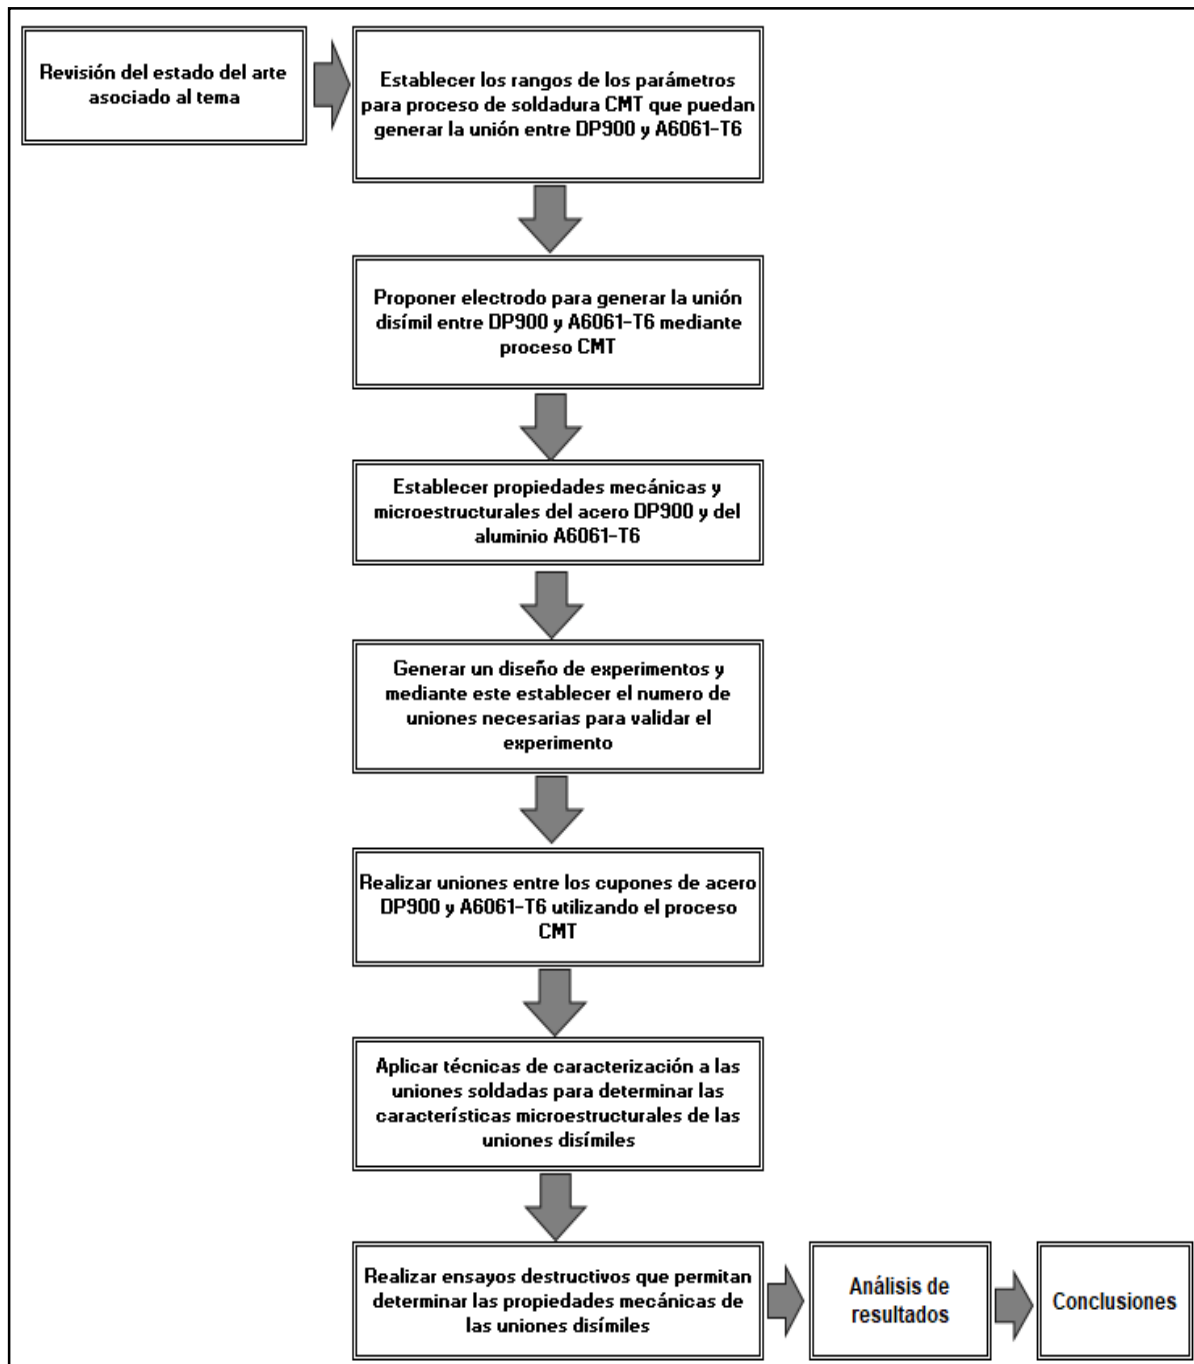 Revisión del estado del arte
asociado al tema
Establecer los rangos de los parámetros
para proceso de soldadura CMT que puedan
generar la unión entre DP900 y A6061-T6
Proponer electrodo para generar la unión
disímil entre DP900 y A6061-T6 mediante
proceso CMT
Establecer propiedades mecánicas y
microestructurales del acero DP900 y del
aluminio A6061-T6
Generar un diseño de experimentos y
mediante este establecer el numero de
uniones necesarias para validar el
experimento
Realizar uniones entre los cupones de acero
DP900 y A6061-T6 utilizando el proceso
CMT
Aplicar técnicas de caracterización a las
uniones soldadas para determinar las
característísticas microestructurales de las
uniones disímiles
Realizar ensayos destructivos que permitan
determinar las propiedades mecánicas de
las uniones disímiles
Análisis de
resultados
Conclusiones